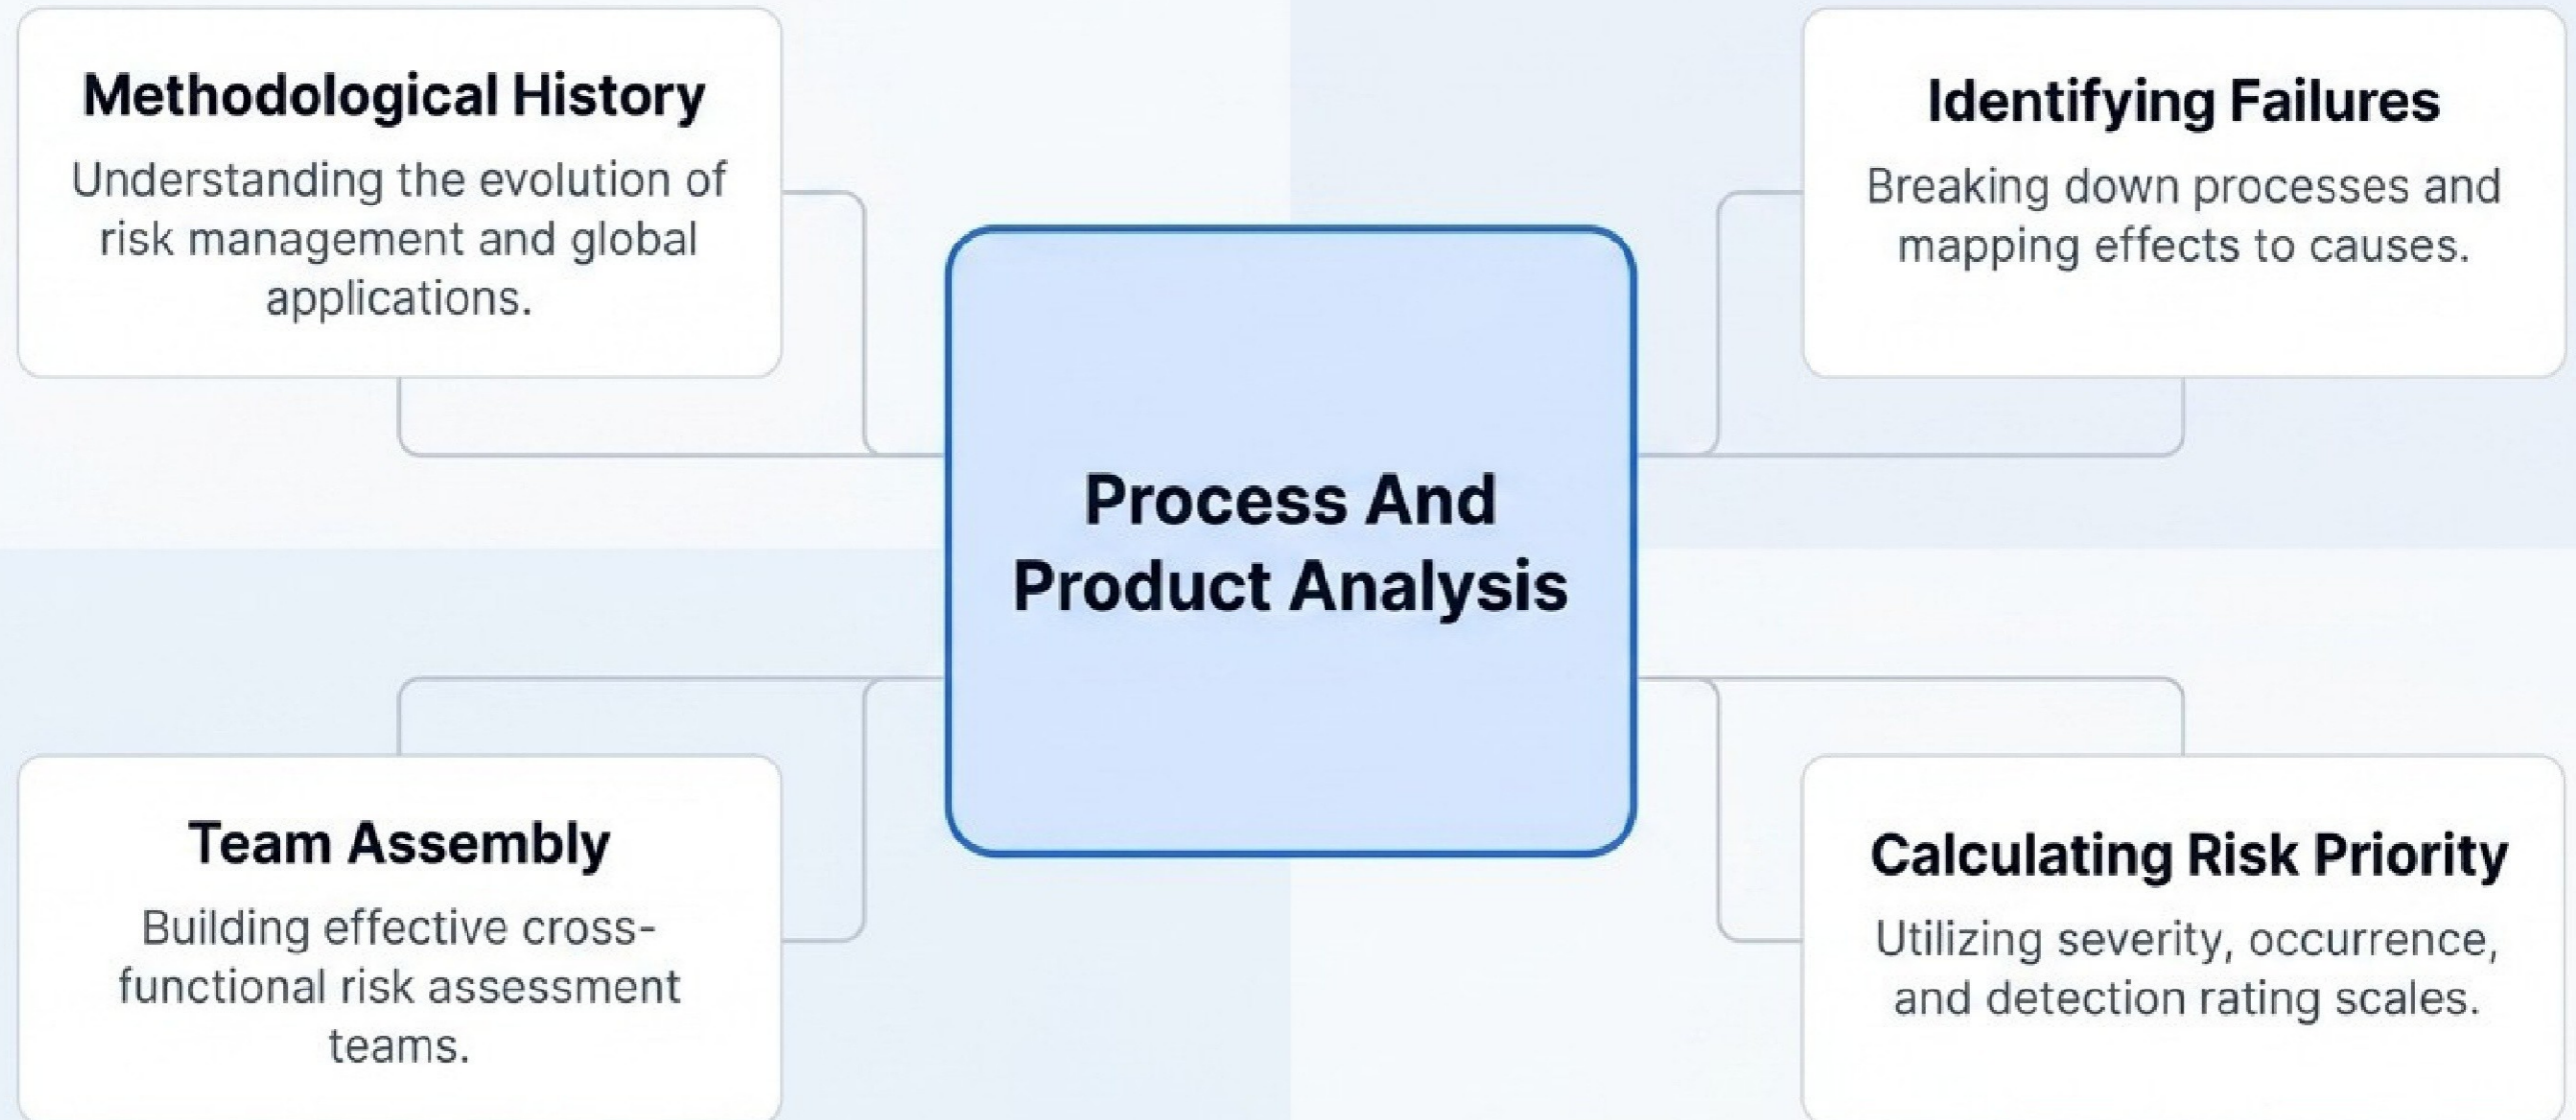 Methodological History
Understanding the evolution of
risk management and global
applications.
Identifying Failures
Breaking down processes and
mapping effects to causes.
Process And
Product Analysis
Team Assembly
Building effective cross-
functional risk assessment
teams.
Calculating Risk Priority
Utilizing severity, occurrence,
and detection rating scales.